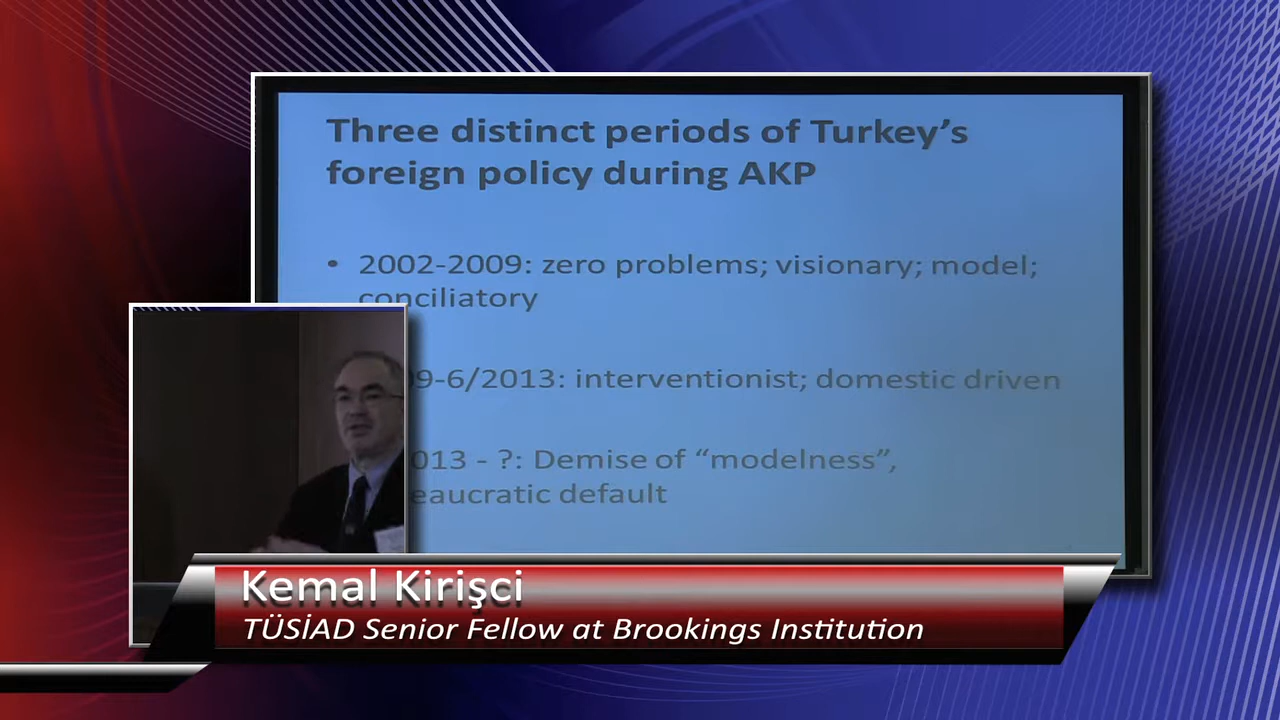 Three distinct periods of Turkey's
foreign policy during AKP
• 2002-2009: zero problems; visionary; model;
conciliatory
9-6/2013: interventionist; domestic driven
013 - ?: Demise of “modelness”,
eaucratic default
Kemal Kirişci
TÜSİAD Senior Fellow at Brookings Institution